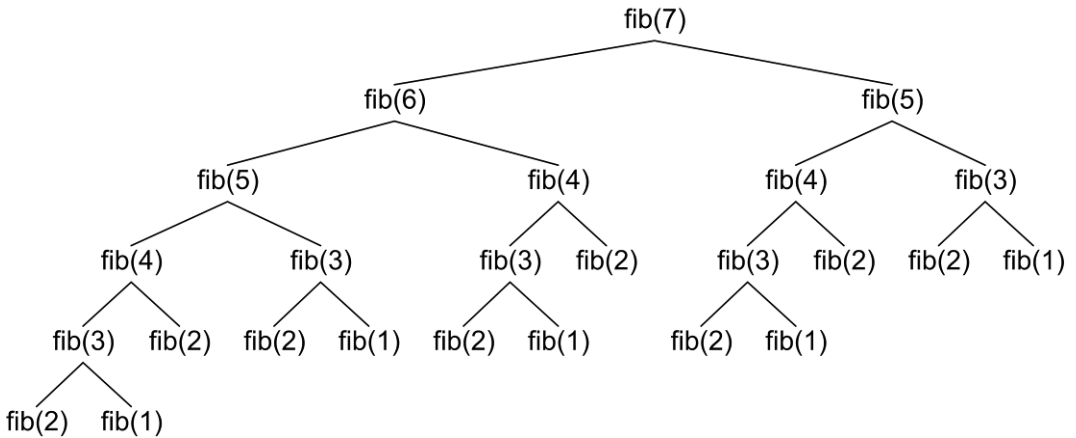 fib(7)
fib(6) fib(5)
fib(5) fib(4) fib(4) fib(3)
fib(4) fib(3) fib(3) fib(2) fib(3) fib(2) fib(2) fib(1)
fib(3) fib(2) fib(2) fib(1) fib(2) fib(1) fib(2) fib(1)
fib(2) fib(1)